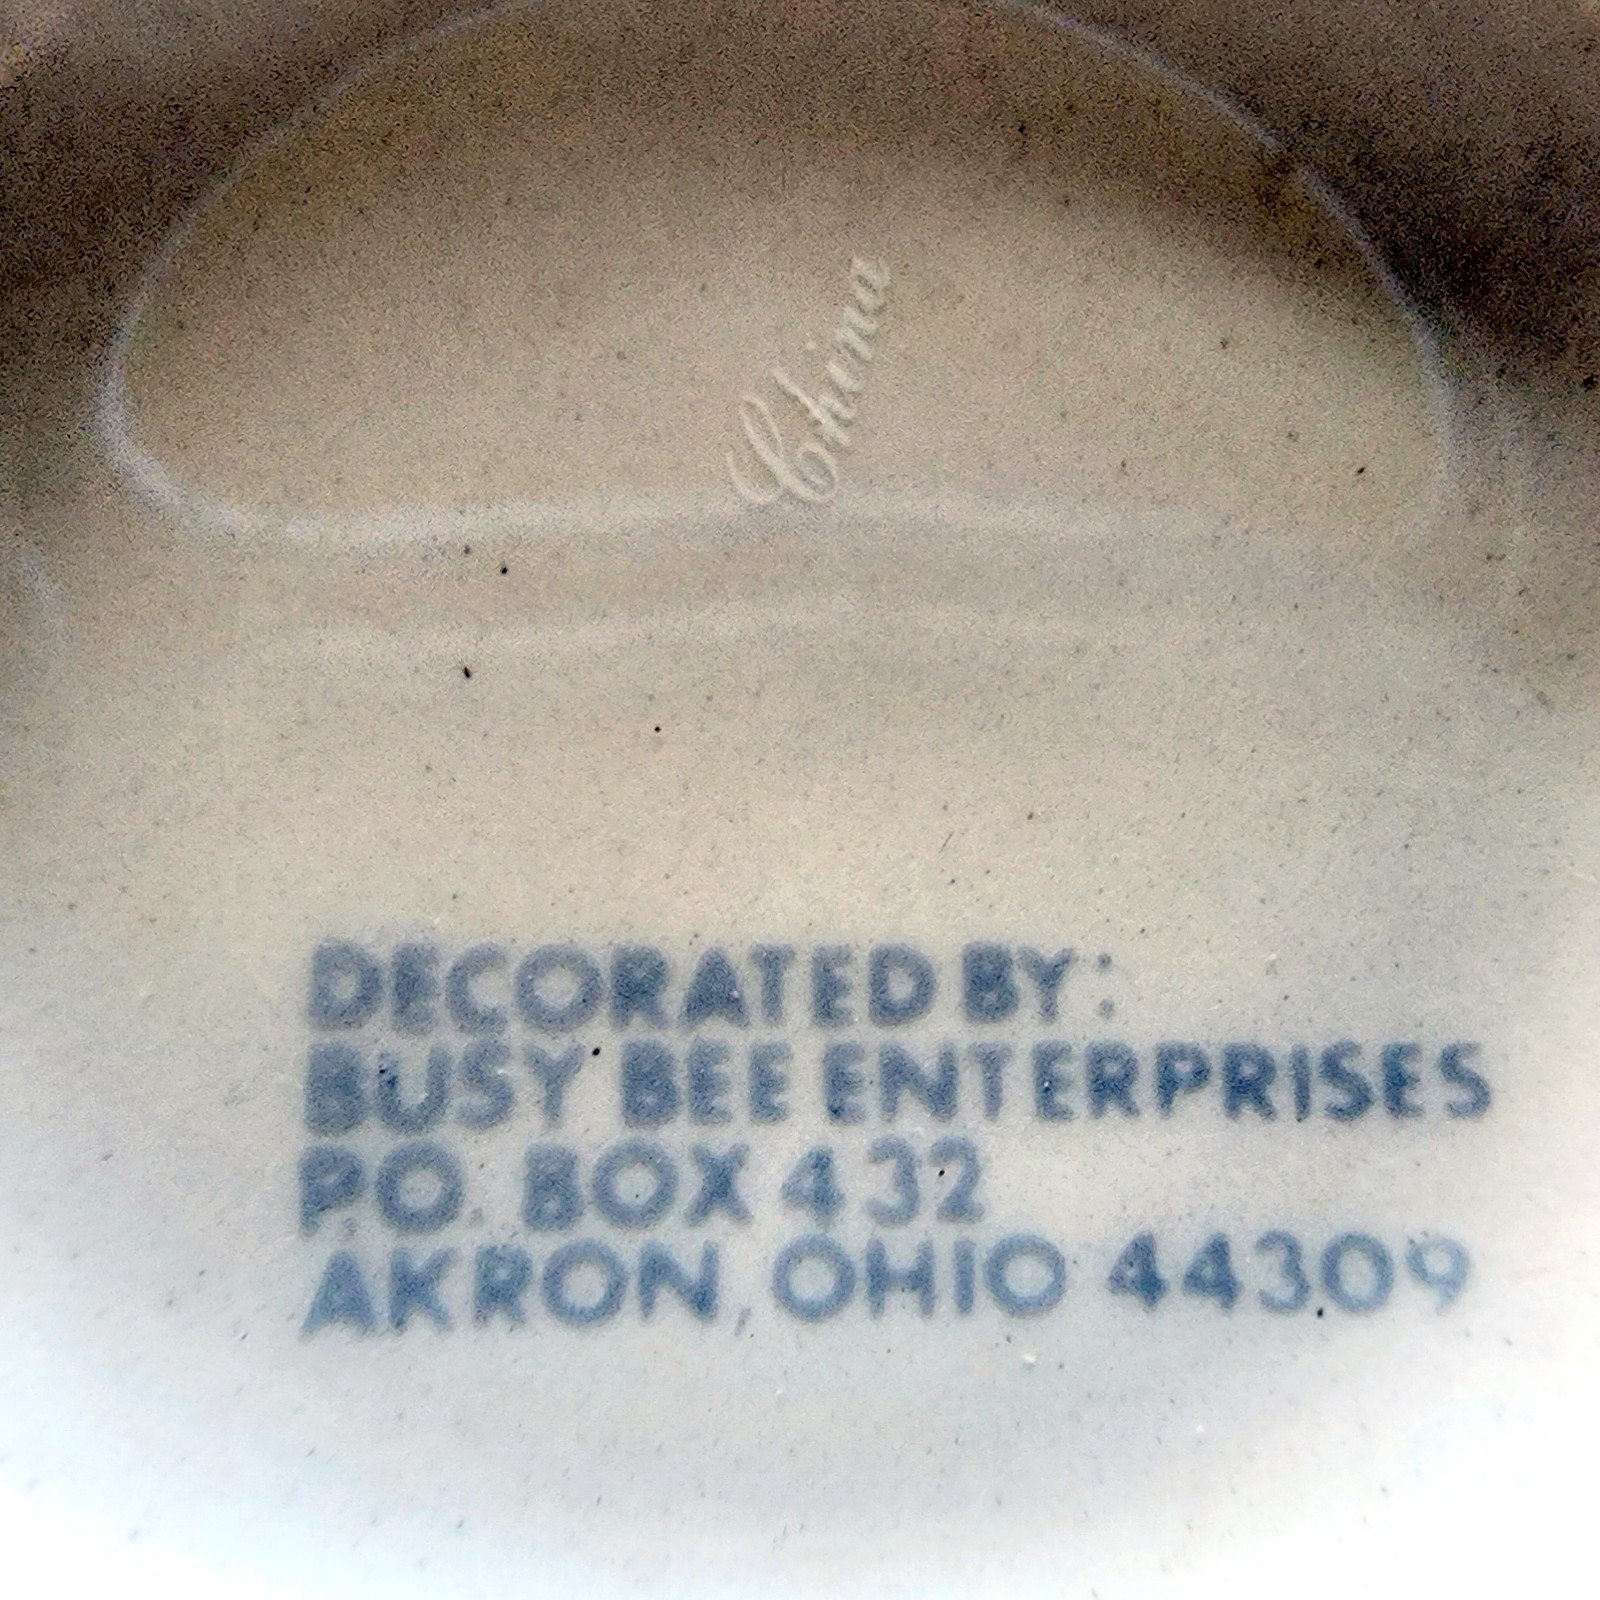 China
DECORATED BY:
BUSY BEE ENTERPRISES
P.O. BOX 432
AKRON, OHIO 44309